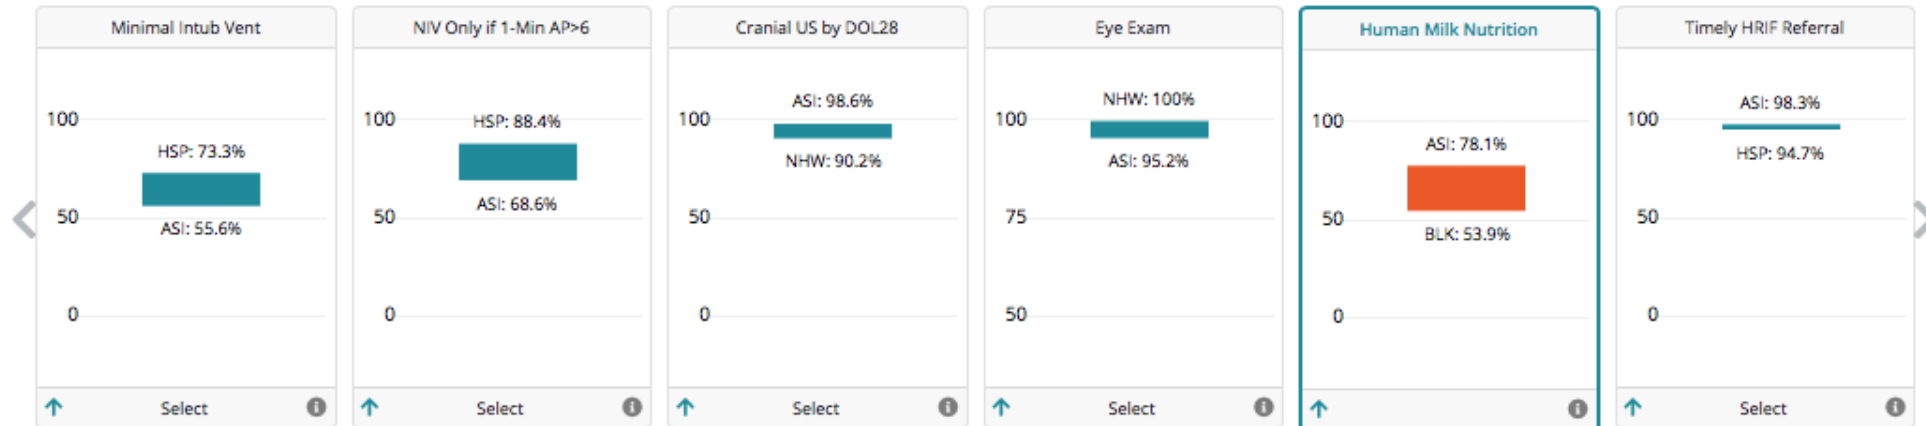 Minimal Intub Vent
100
HSP: 73.3%
50
ASI: 55.6%
0
Select
NIV Only if 1-Min AP>6
100
HSP: 88.4%
50
ASI: 68.6%
0
Select
Cranial US by DOL28
100
ASI: 98.6%
NHW: 90.2%
50
0
Select
Eye Exam
NHW: 100%
100
ASI: 95.2%
75
50
Select
Human Milk Nutrition
100
ASI: 78.1%
50
BLK: 53.9%
0
Timely HRIF Referral
100
ASI: 98.3%
HSP: 94.7%
50
0
Select